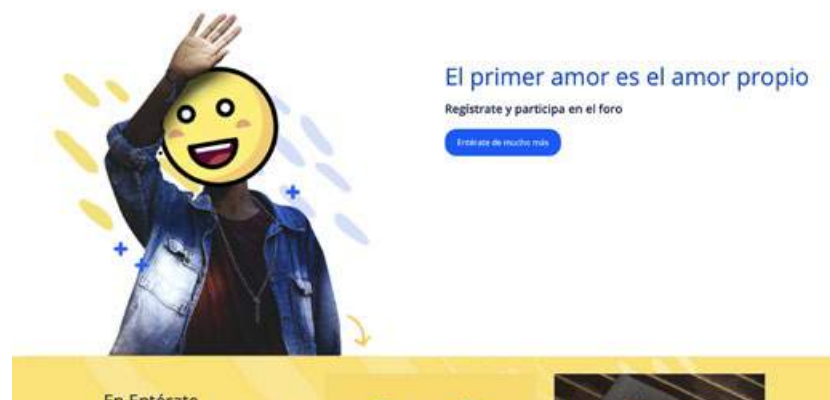 El primer amor es el amor propio
Regístrate y participa en el foro
Entérate de mucho más
En Entérate